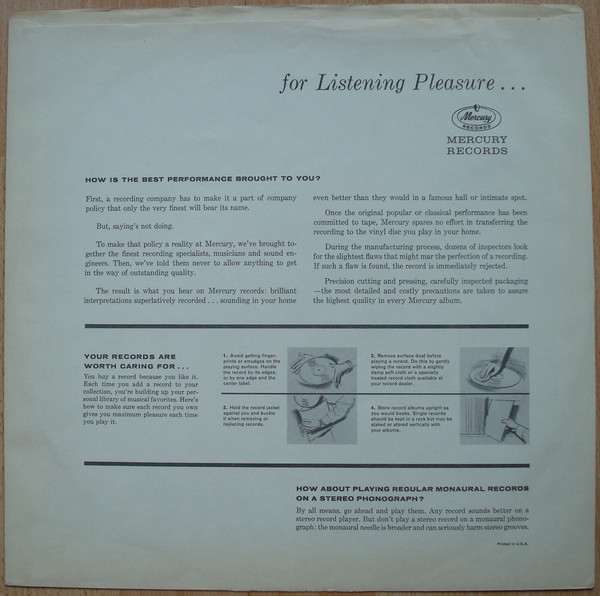 for Listening Pleasure...
Mercury
RECORDS
MERCURY
RECORDS
HOW IS THE BEST PERFORMANCE BROUGHT TO YOU?
First, a recording company has to make it a part of company
policy that only the very finest will bear its name.
But, saying's not doing.
To make that policy a reality at Mercury, we've brought to-
gether the finest recording specialists, musicians and sound en-
gineers. Then, we've told them never to allow anything to get
in the way of outstanding quality.
The result is what you hear on Mercury records: brilliant
interpretations superlatively recorded...sounding in your home
even better than they would in a famous hall or intimate spot.
Once the original popular or classical performance has been
committed to tape, Mercury spares no effort in transferring the
recording to the vinyl disc you play in your home.
During the manufacturing process, dozens of inspectors look
for the slightest flaws that might mar the perfection of a recording.
If such a flaw is found, the record is immediately rejected.
Precision cutting and pressing, carefully inspected packaging
—the most detailed and costly precautions are taken to assure
the highest quality in every Mercury album.
YOUR RECORDS ARE
WORTH CARING FOR...
You buy a record because you like it.
Each time you add a record to your
collection, you're building up your per-
sonal library of musical favorites. Here's
how to make sure each record you own
gives you maximum pleasure each time
you play it.
1. Avoid getting finger-
prints or smudges on the
playing surface. Handle
the record by its edges,
or by one edge and the
center label.
2. Hold the record jacket
against you and buckle
it when removing or
replacing records.
3. Remove surface dust before
playing a record. Do this by gently
wiping the record with a slightly
damp soft cloth or a specially
treated record cloth available at
your record dealer.
4. Store record albums upright as
you would books. Single records
should be kept in a rack but may be
staked or stored vertically with
your albums.
HOW ABOUT PLAYING REGULAR MONAURAL RECORDS
ON A STEREO PHONOGRAPH?
By all means, go ahead and play them. Any record sounds better on a
stereo record player. But don't play a stereo record on a monaural phono-
graph: the monaural needle is broader and can seriously harm stereo grooves.
Printed in U.S.A.